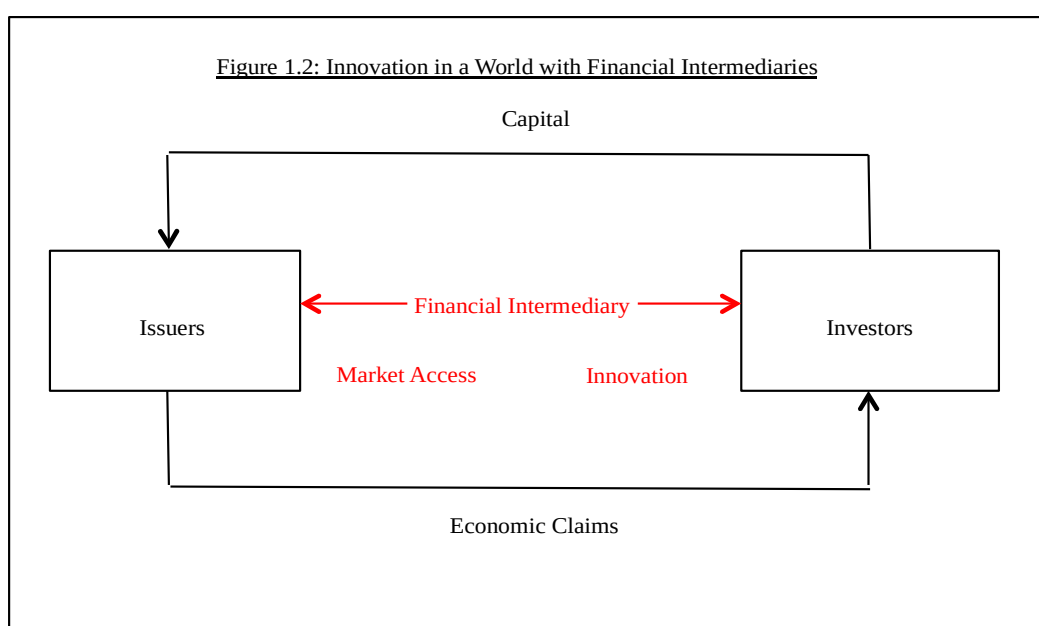 Figure 1.2: Innovation in a World with Financial Intermediaries
Capital
Issuers
Financial Intermediary
Investors
Market Access
Innovation
Economic Claims